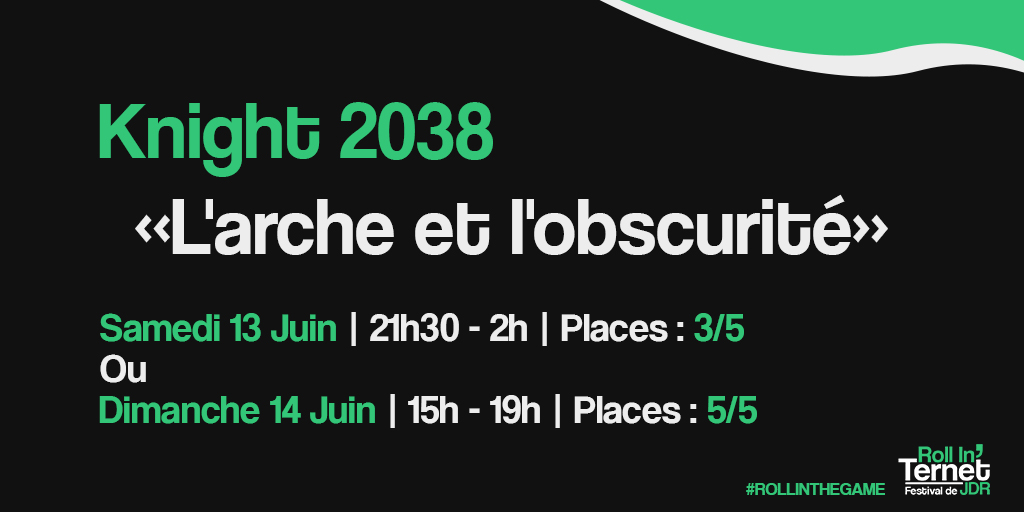 Knight 2038
«L'arche et l'obscurité»
Samedi 13 Juin | 21h30 - 2h | Places : 3/5
Ou
Dimanche 14 Juin | 15h - 19h | Places : 5/5
#ROLLINTHEGAME
Roll In'
Ternet
Festival de JDR